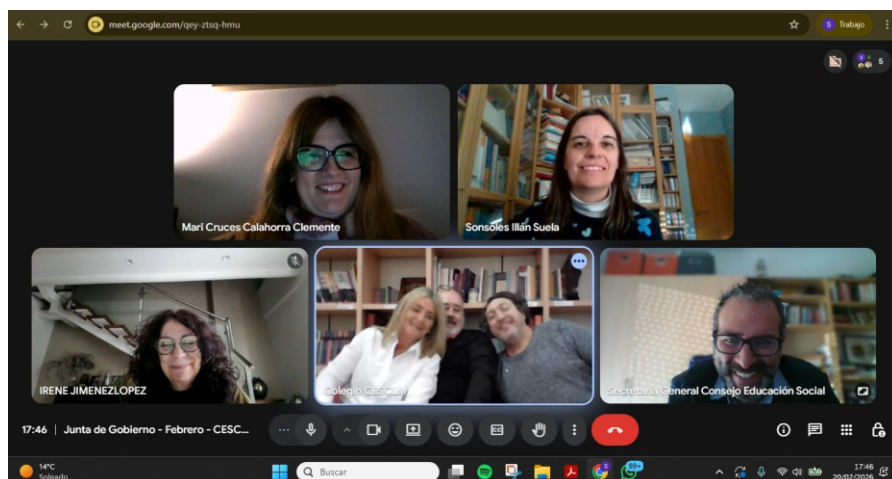 meet.google.com/qey-ztsq-hmu
S Trabajo
5
Mari Cruces Calahorra Clemente
Sonsoles Illán Suela
IRENE JIMENEZLOPEZ
Colegio
Secretaría General Consejo Educación Social
17:46 | Junta de Gobierno - Febrero - CESC...
14°C
Soleado
Buscar
99+
17:46
20/02/2026